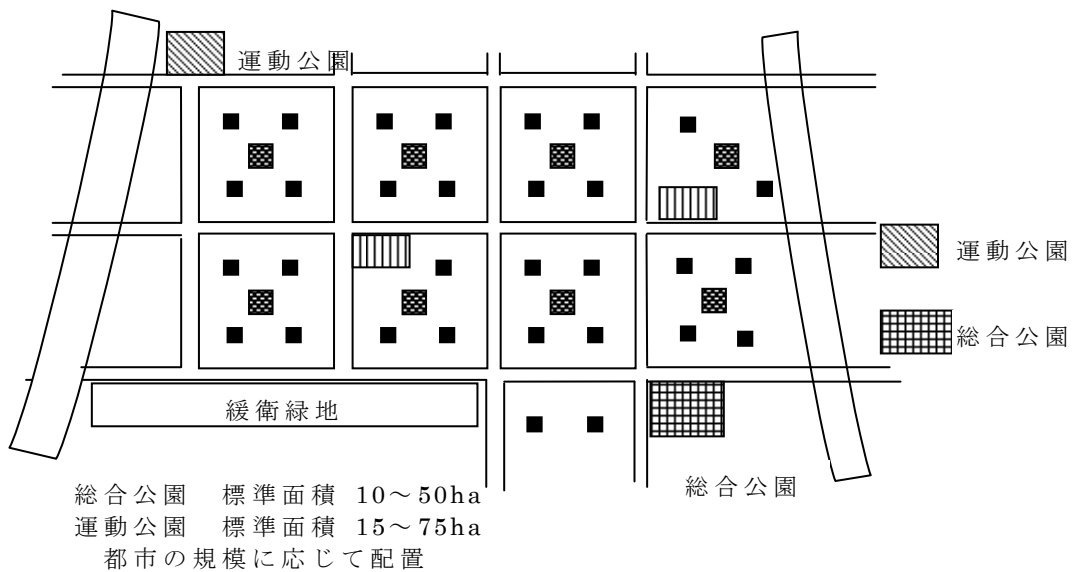 運動公園
運動公園
総合公園
緩衛緑地
総合公園
総合公園 標準面積 10~50ha
運動公園 標準面積 15~75ha
都市の規模に応じて配置